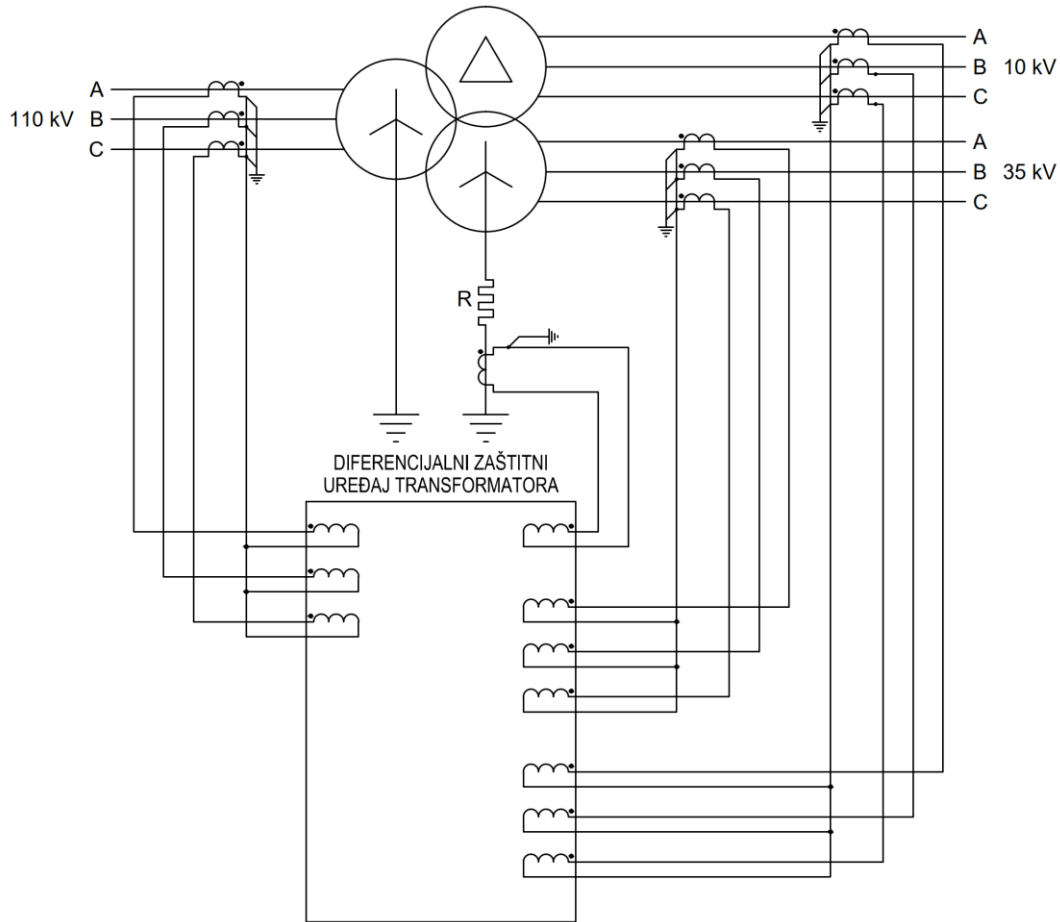 A
B 10 kV
C
A
110 kV B
C
A
B 35 kV
C
R
DIFERENCIJALNI ZAŠTITNI
UREĐAJ TRANSFORMATORA